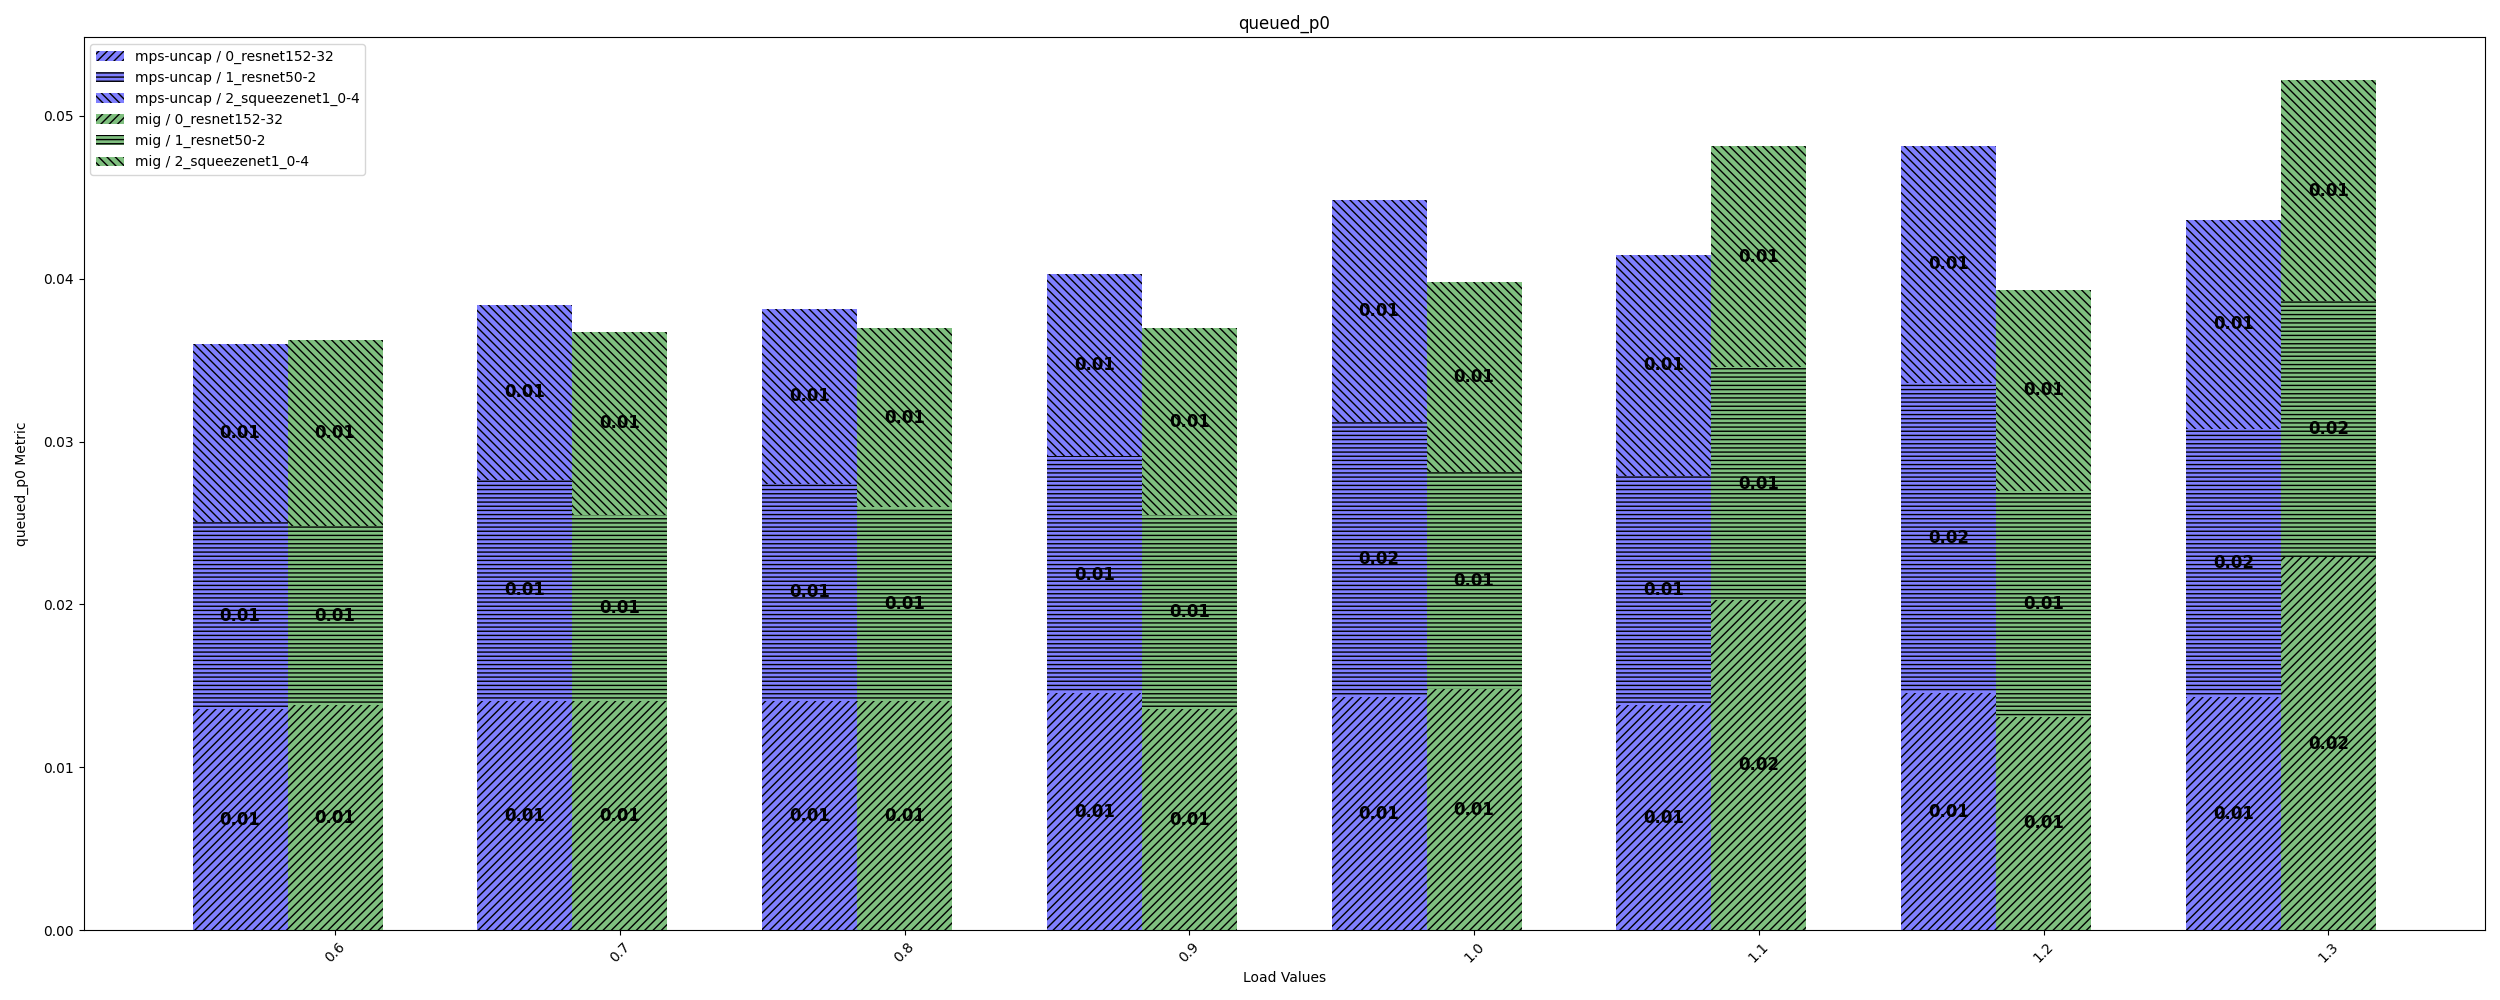 queued_p0
mps-uncap / 0_resnet152-32
mps-uncap / 1_resnet50-2
mps-uncap / 2_squeezenet1_0-4
mig / 0_resnet152-32
mig / 1_resnet50-2
mig / 2_squeezenet1_0-4
queued_p0 Metric
0.05
0.04
0.03
0.02
0.01
0.00
0.01 0.01 0.01 0.01 0.01 0.01 0.01 0.01 0.01 0.01 0.01 0.01 0.01 0.01 0.01 0.01
0.01 0.01 0.01 0.01 0.01 0.01 0.01 0.01 0.02 0.01 0.01 0.01 0.02 0.01 0.02 0.02
0.01 0.01 0.01 0.01 0.01 0.01 0.01 0.01 0.01 0.01 0.01 0.02 0.01 0.01 0.01 0.02
0.6 0.7 0.8 0.9 1.0 1.1 1.2 1.3
Load Values